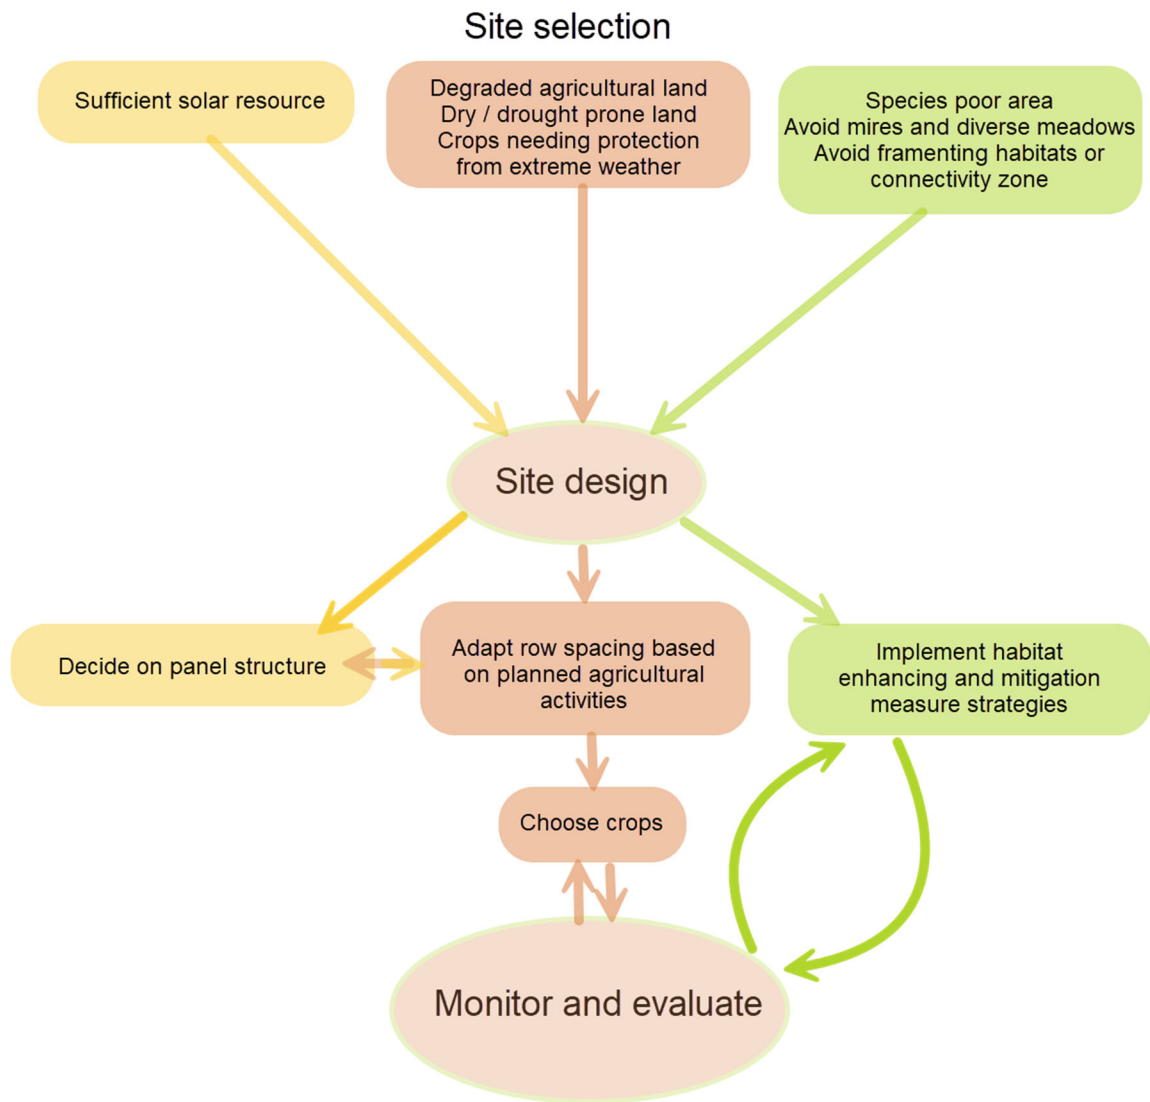 Site selection
Sufficient solar resource
Degraded agricultural land
Dry / drought prone land
Crops needing protection
from extreme weather
Species poor area
Avoid mires and diverse meadows
Avoid framenting habitats or
connectivity zone
Site design
Decide on panel structure
Adapt row spacing based
on planned agricultural
activities
Implement habitat
enhancing and mitigation
measure strategies
Choose crops
Monitor and evaluate